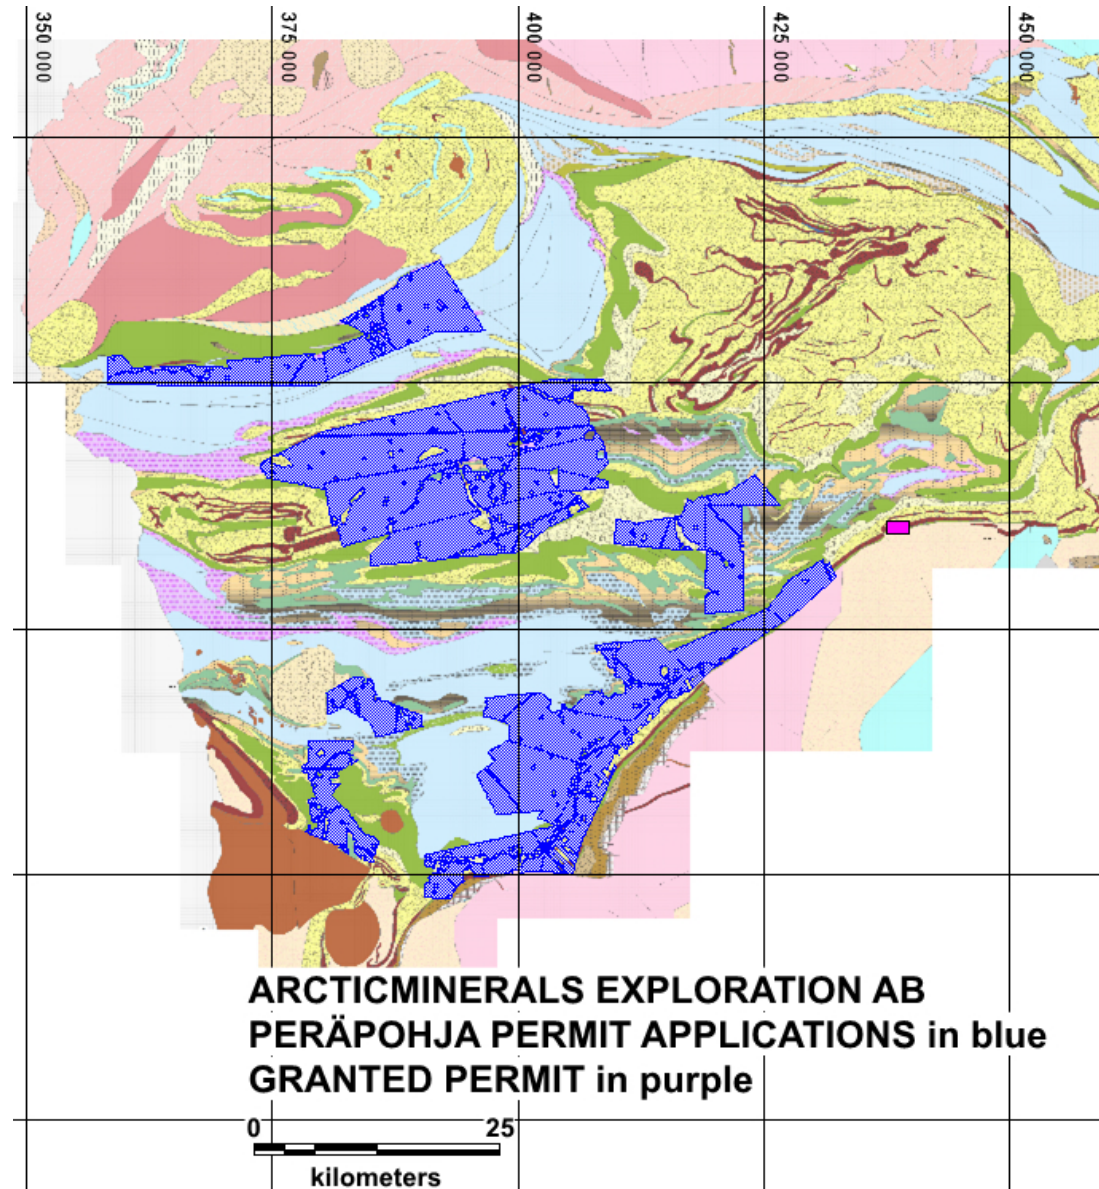 350 000
375 000
400 000
425 000
450 000
ARCTICMINERALS EXPLORATION AB
PERÄPOHJA PERMIT APPLICATIONS in blue
GRANTED PERMIT in purple
0 25
kilometers